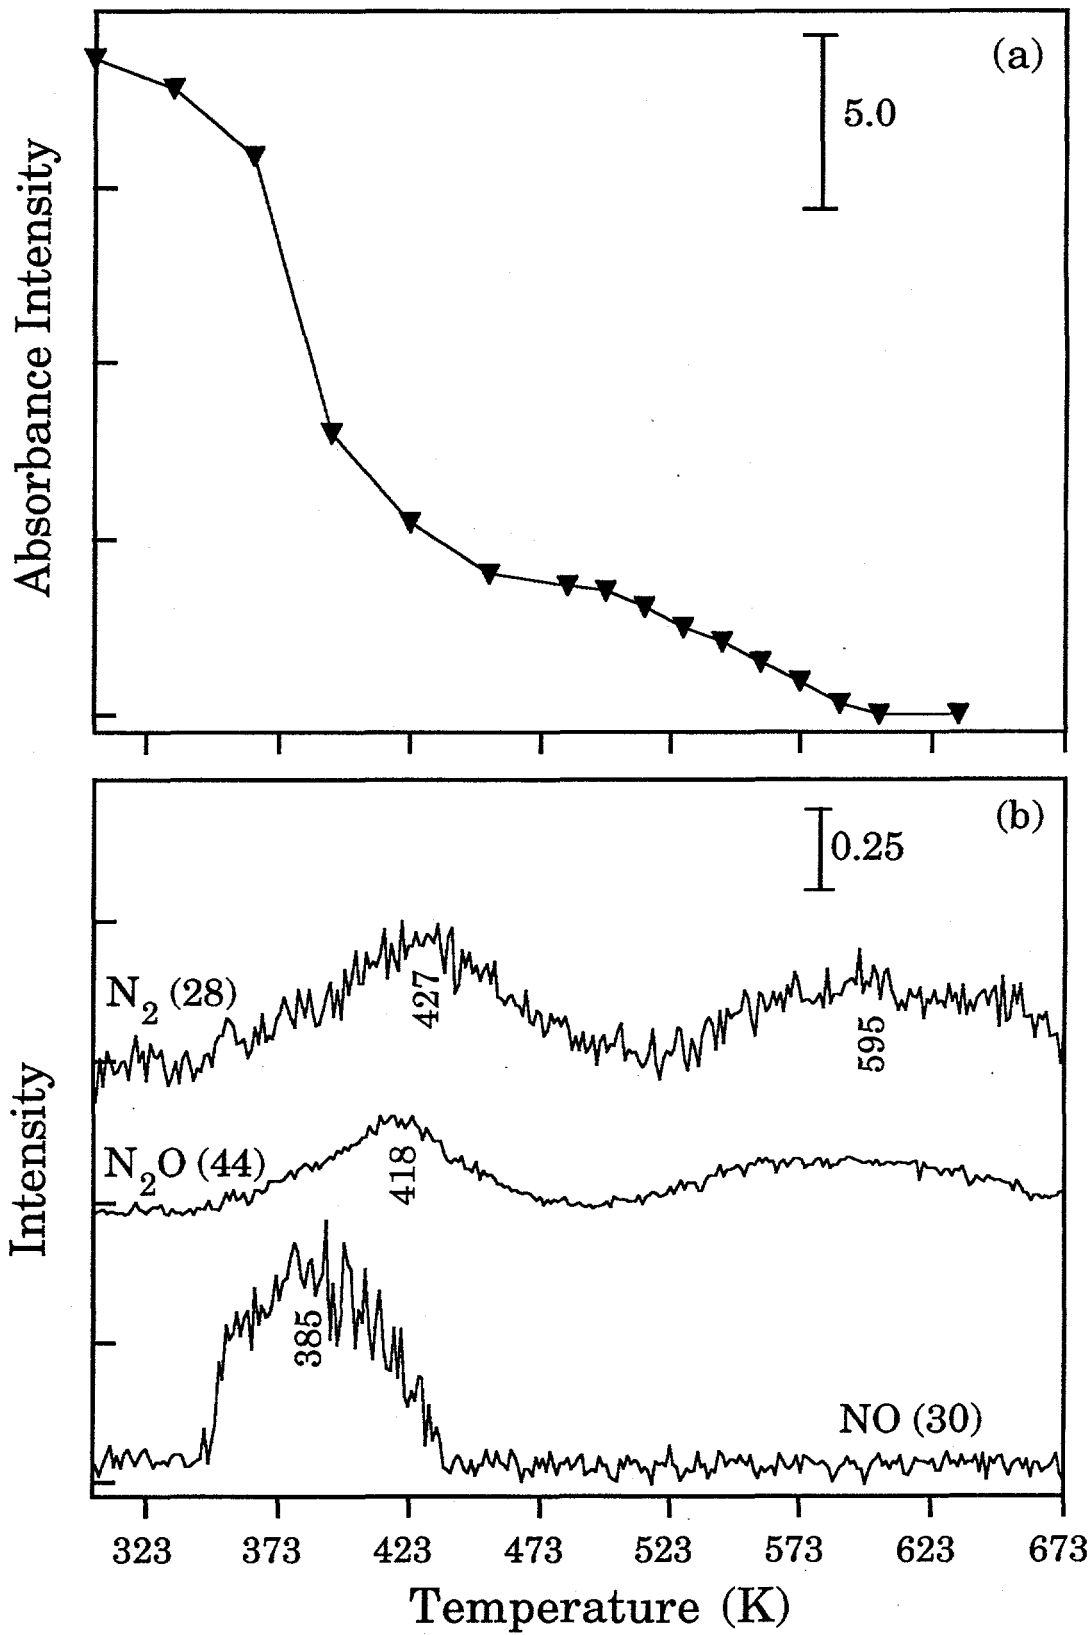 (a)
5.0
Absorbance Intensity
(b)
0.25
N2 (28)
427
595
N2O (44)
418
Intensity
385
NO (30)
323 373 423 473 523 573 623 673
Temperature (K)